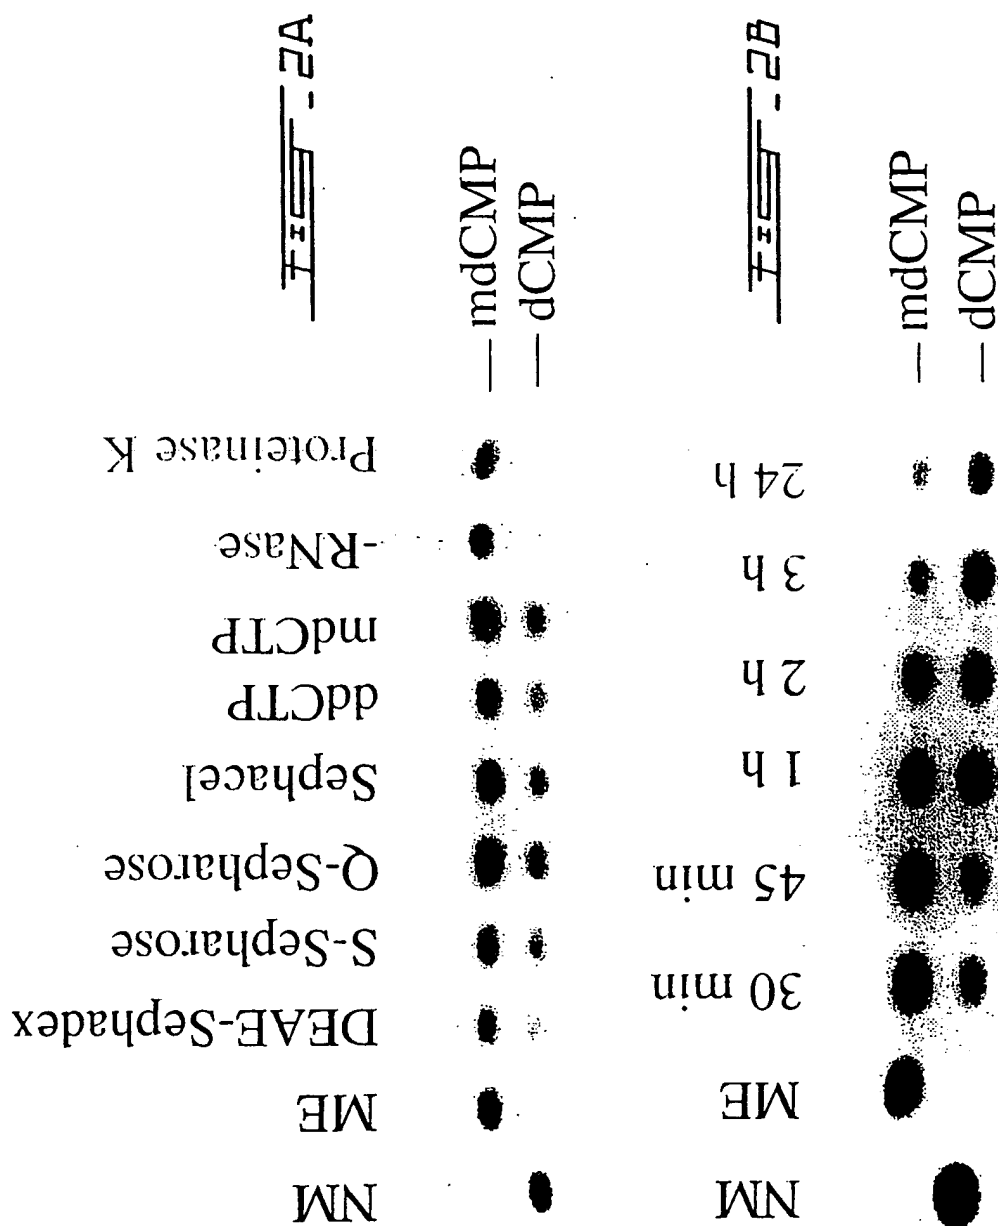 Fig - 2A
NM
ME
DEAE-Sephadex
S-Sepharose
Q-Sepharose
Sephacel
ddCTP
mdCTP
-RNase
Proteinase K
— mdCMP
— dCMP
Fig - 2B
NM
ME
30 min
45 min
1 h
2 h
3 h
24 h
— mdCMP
— dCMP